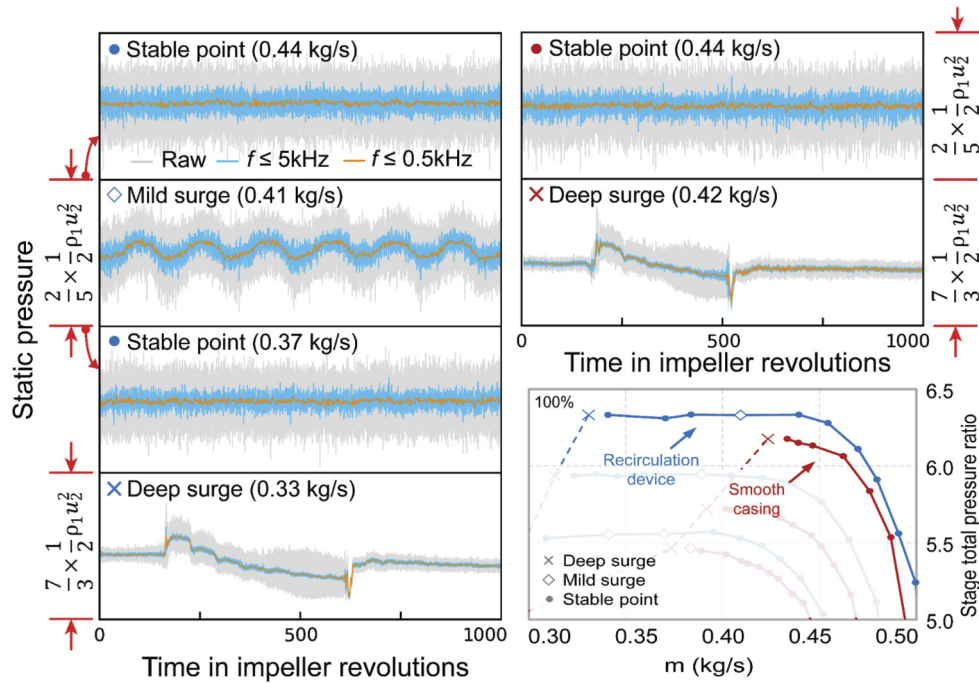 Stable point (0.44 kg/s)
Raw f ≤ 5kHz f ≤ 0.5kHz
Mild surge (0.41 kg/s)
Stable point (0.37 kg/s)
Deep surge (0.33 kg/s)
Static pressure
2/5 × 1/2 ρ₁u₂²
7/3 × 1/2 ρ₁u₂²
0 500 1000
Time in impeller revolutions
Stable point (0.44 kg/s)
Deep surge (0.42 kg/s)
2/5 × 1/2 ρ₁u₂²
7/3 × 1/2 ρ₁u₂²
0 500 1000
Time in impeller revolutions
100%
Recirculation
device
Smooth
casing
Deep surge
Mild surge
Stable point
6.5
6.0
5.5
5.0
Stage total pressure ratio
0.30 0.35 0.40 0.45 0.50
m (kg/s)